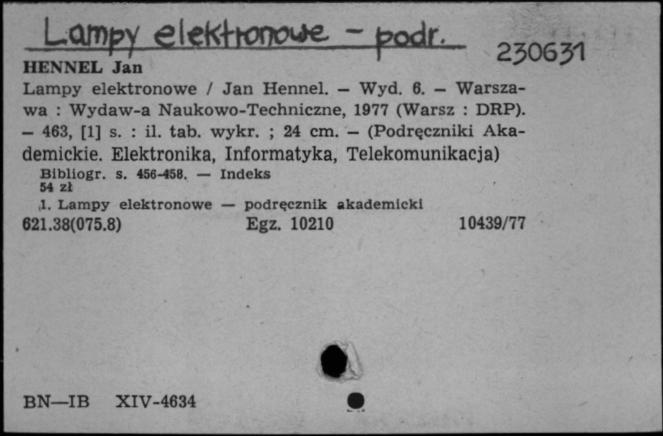 Lampy elektronowe - podr.
230631
HENNEL Jan
Lampy elektronowe / Jan Hennel. — Wyd. 6. — Warsza-
wa : Wydaw-a Naukowo-Techniczne, 1977 (Warsz : DRP).
— 463, [1] s. : il. tab. wykr. ; 24 cm. — (Podręczniki Aka-
demickie. Elektronika, Informatyka, Telekomunikacja)
Bibliogr. s. 456-458. — Indeks
54 zł
1. Lampy elektronowe — podręcznik akademicki
621.38(075.8) Egz. 10210 10439/77
BN—IB XIV-4634